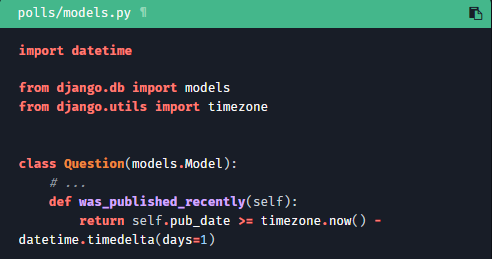 polls/models.py ¶
import datetime
from django.db import models
from django.utils import timezone
class Question(models.Model):
    # ...
    def was_published_recently(self):
        return self.pub_date >= timezone.now() -
datetime.timedelta(days=1)